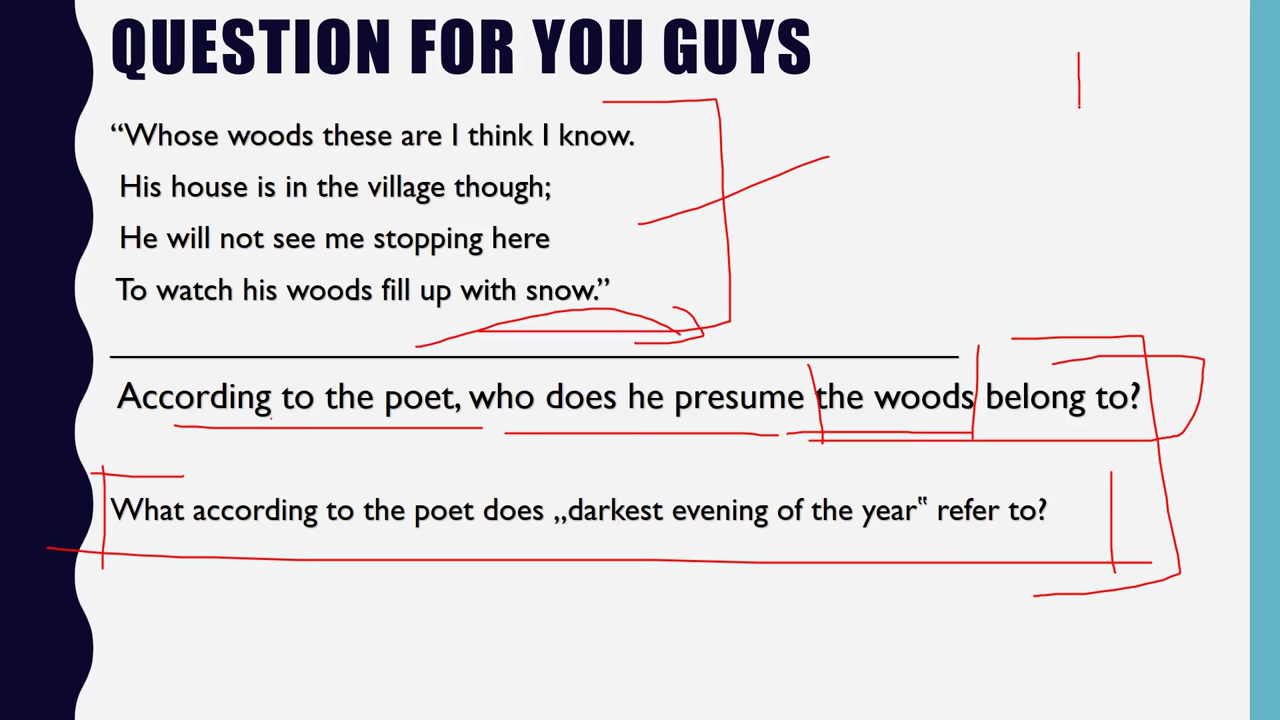 QUESTION FOR YOU GUYS
“Whose woods these are I think I know.
His house is in the village though;
He will not see me stopping here
To watch his woods fill up with snow.”
According to the poet, who does he presume the woods belong to?
What according to the poet does „darkest evening of the year‟ refer to?